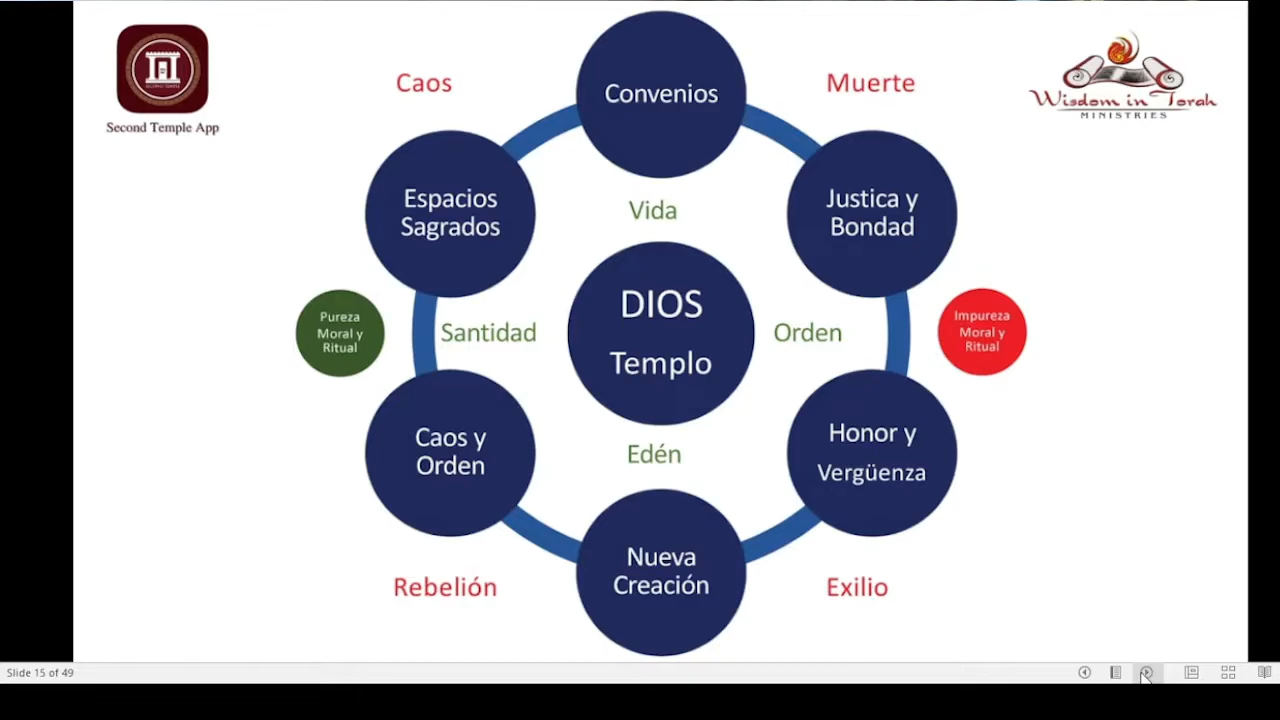 Convenios
Caos
Muerte
Wisdom in Torah
MINISTRIES
Second Temple App
Espacios
Sagrados
Vida
Justica y
Bondad
DIOS
Templo
Pureza
Moral y
Ritual
Santidad
Orden
Impureza
Moral y
Ritual
Caos y
Orden
Edén
Honor y
Vergüenza
Nueva
Creación
Rebelión
Exilio
Slide 15 of 49